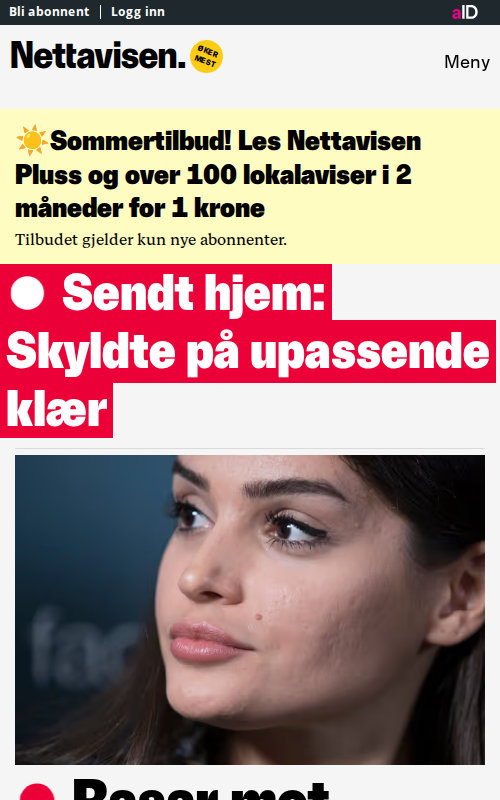 Bli abonnent | Logg inn
aID
Nettavisen.
ØKER
MEST
Meny
☀️Sommertilbud! Les Nettavisen
Pluss og over 100 lokalaviser i 2
måneder for 1 krone
Tilbudet gjelder kun nye abonnenter.
Sendt hjem:
Skyldte på upassende
klær
fac